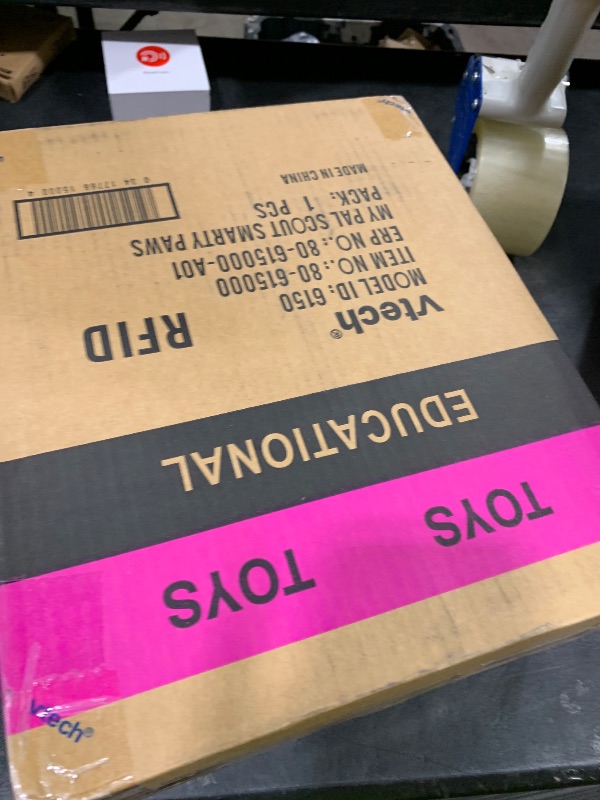 TOYS TOYS
EDUCATIONAL
vtech® RFID
MODEL ID: 6150
ITEM NO.: 80-615000
ERP NO.: 80-615000-A01
MY PAL SCOUT SMARTY PAWS
PACK: 1 PCS
MADE IN CHINA
vtech®